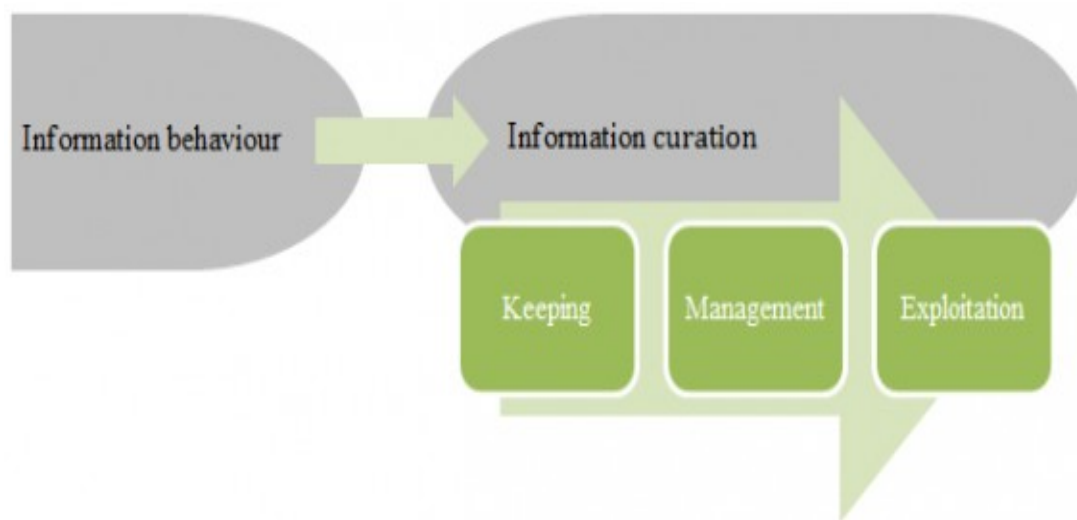 Information behaviour
Information curation
Keeping
Management
Exploitation